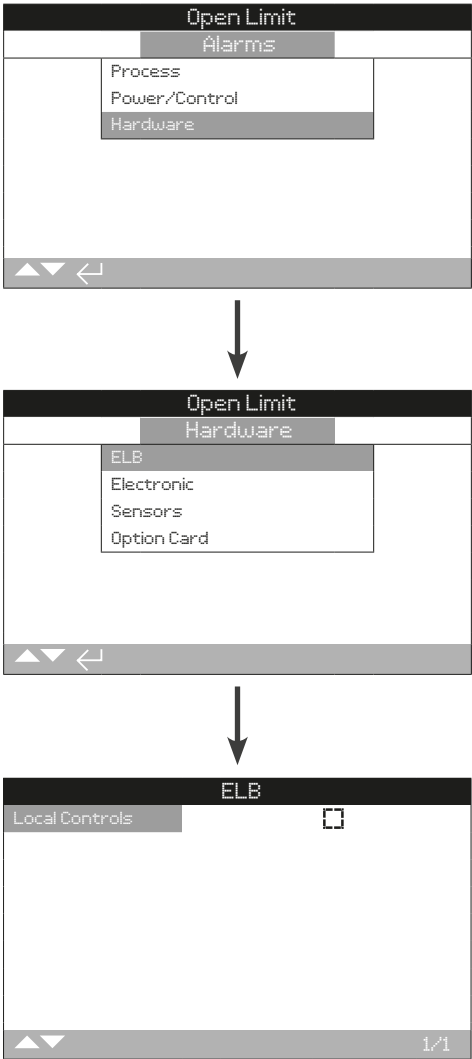 Open Limit
Alarms
Process
Power/Control
Hardware
Open Limit
Hardware
ELB
Electronic
Sensors
Option Card
ELB
Local Controls
1/1